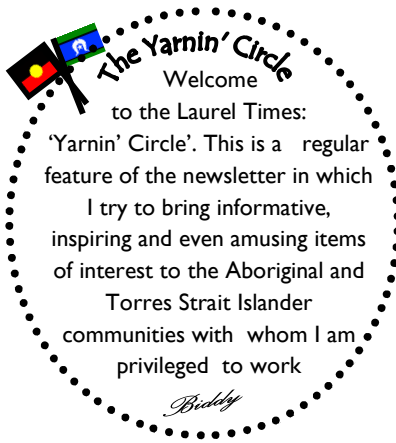 The Yarnin' Circle
Welcome
to the Laurel Times:
‘Yarnin’ Circle’. This is a regular
feature of the newsletter in which
I try to bring informative,
inspiring and even amusing items
of interest to the Aboriginal and
Torres Strait Islander
communities with whom I am
privileged to work
Biddy